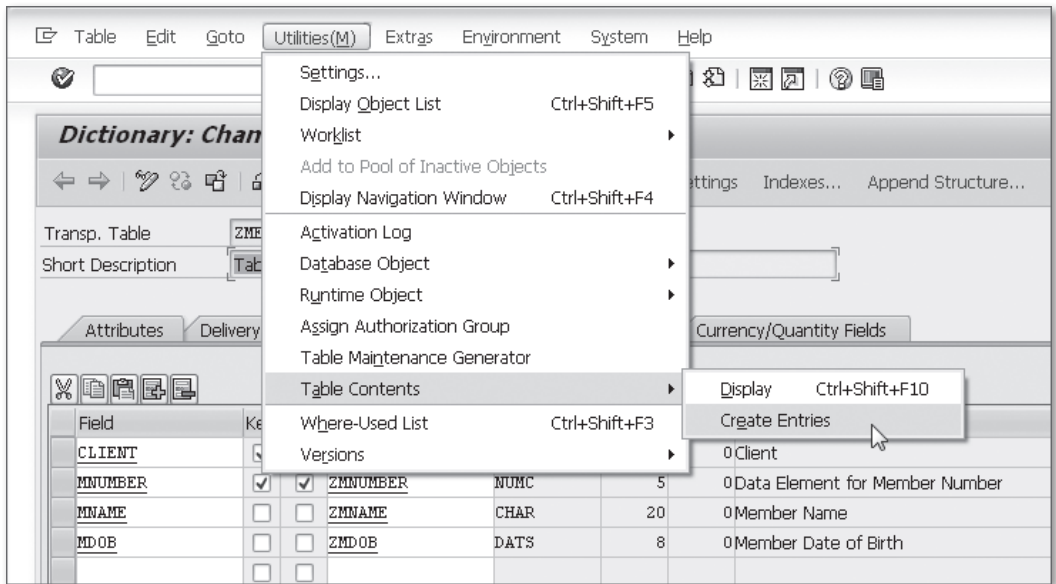 Table Edit Goto Utilities(M) Extras Environment System Help
Settings...
Display Object List Ctrl+Shift+F5
Worklist
Add to Pool of Inactive Objects
Display Navigation Window Ctrl+Shift+F4
Activation Log
Database Object
Runtime Object
Assign Authorization Group
Table Maintenance Generator
Table Contents
Where-Used List Ctrl+Shift+F3
Versions
Display Ctrl+Shift+F10
Create Entries
Dictionary: Chan
ettings Indexes... Append Structure...
Transp. Table ZME
Short Description Tab
Attributes Delivery Currency/Quantity Fields
Field Ke
CLIENT 0 Client
MNUMBER ZMNUMBER NUMC 5 0 Data Element for Member Number
MNAME ZMNAME CHAR 20 0 Member Name
MDOB ZMDOB DATS 8 0 Member Date of Birth